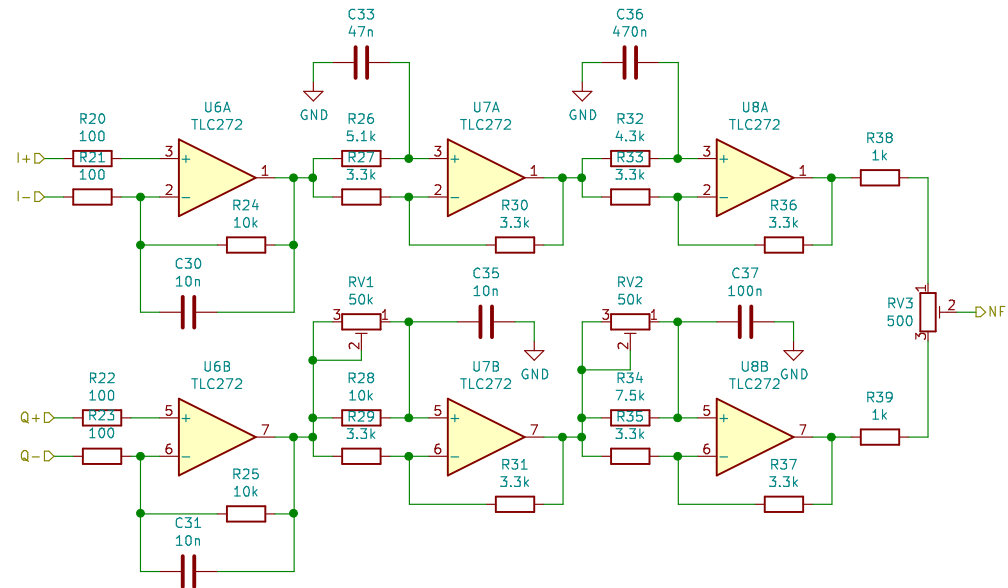 C33
47n
C36
470n
GND
GND
R20
100
R21
100
I+
I-
U6A
TLC272
3
+
2
−
1
R24
10k
C30
10n
R26
5.1k
R27
3.3k
U7A
TLC272
3
+
2
−
1
R30
3.3k
R32
4.3k
R33
3.3k
U8A
TLC272
3
+
2
−
1
R36
3.3k
R38
1k
RV1
50k
3
1
2
C35
10n
GND
RV2
50k
3
1
2
C37
100n
GND
RV3
500
1
2
3
NF
R22
100
R23
100
Q+
Q-
U6B
TLC272
5
+
6
−
7
R25
10k
C31
10n
R28
10k
R29
3.3k
U7B
TLC272
5
+
6
−
7
R31
3.3k
R34
7.5k
R35
3.3k
U8B
TLC272
5
+
6
−
7
R37
3.3k
R39
1k